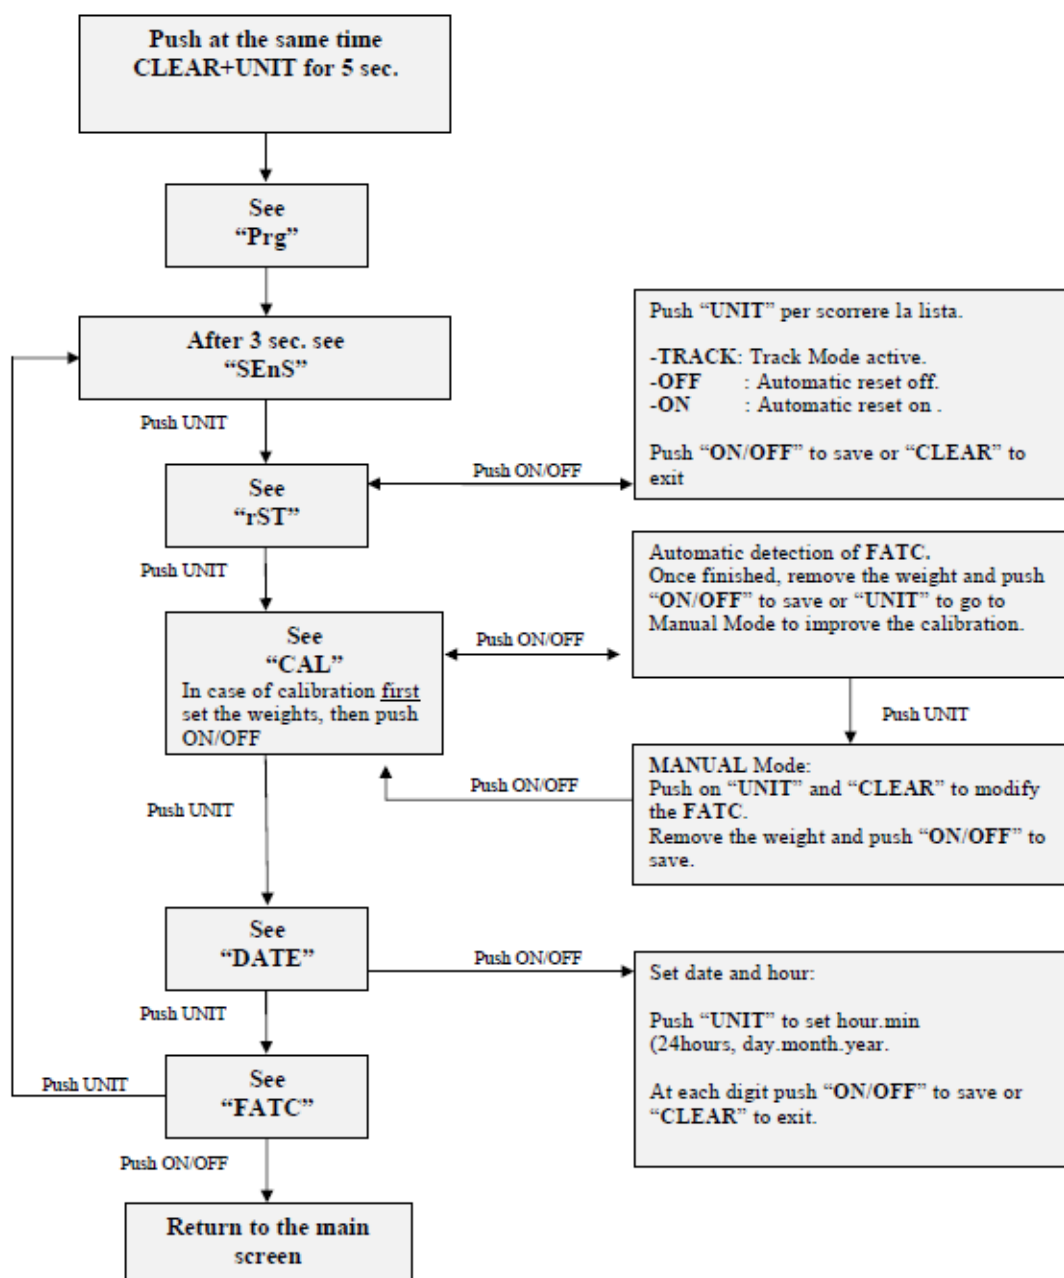 Push at the same time
CLEAR+UNIT for 5 sec.
See
“Prg”
After 3 sec. see
“SEnS”
Push UNIT
See
“rST”
Push ON/OFF
Push “UNIT” per scorrere la lista.
-TRACK: Track Mode active.
-OFF : Automatic reset off.
-ON : Automatic reset on .
Push “ON/OFF” to save or “CLEAR” to
exit
Push UNIT
See
“CAL”
In case of calibration first
set the weights, then push
ON/OFF
Push ON/OFF
Automatic detection of FATC.
Once finished, remove the weight and push
“ON/OFF” to save or “UNIT” to go to
Manual Mode to improve the calibration.
Push UNIT
MANUAL Mode:
Push on “UNIT” and “CLEAR” to modify
the FATC.
Remove the weight and push “ON/OFF” to
save.
Push ON/OFF
Push UNIT
See
“DATE”
Push ON/OFF
Set date and hour:
Push “UNIT” to set hour.min
(24hours, day.month.year.
At each digit push “ON/OFF” to save or
“CLEAR” to exit.
Push UNIT
See
“FATC”
Push UNIT
Push ON/OFF
Return to the main
screen